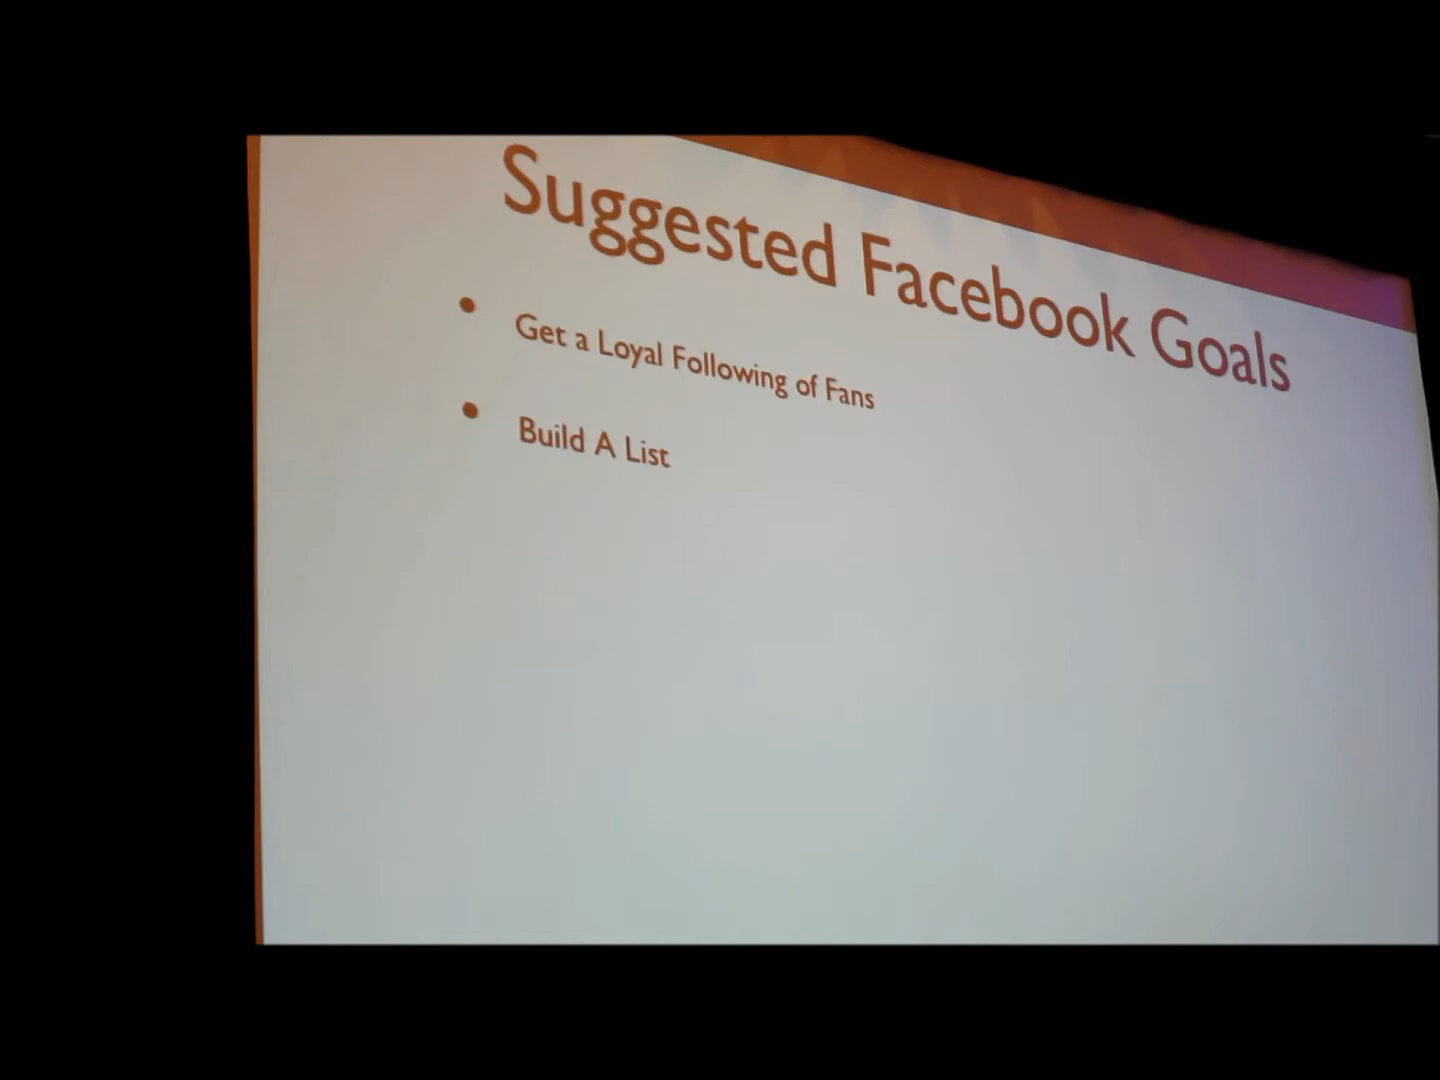 Suggested Facebook Goals
• Get a Loyal Following of Fans
• Build A List